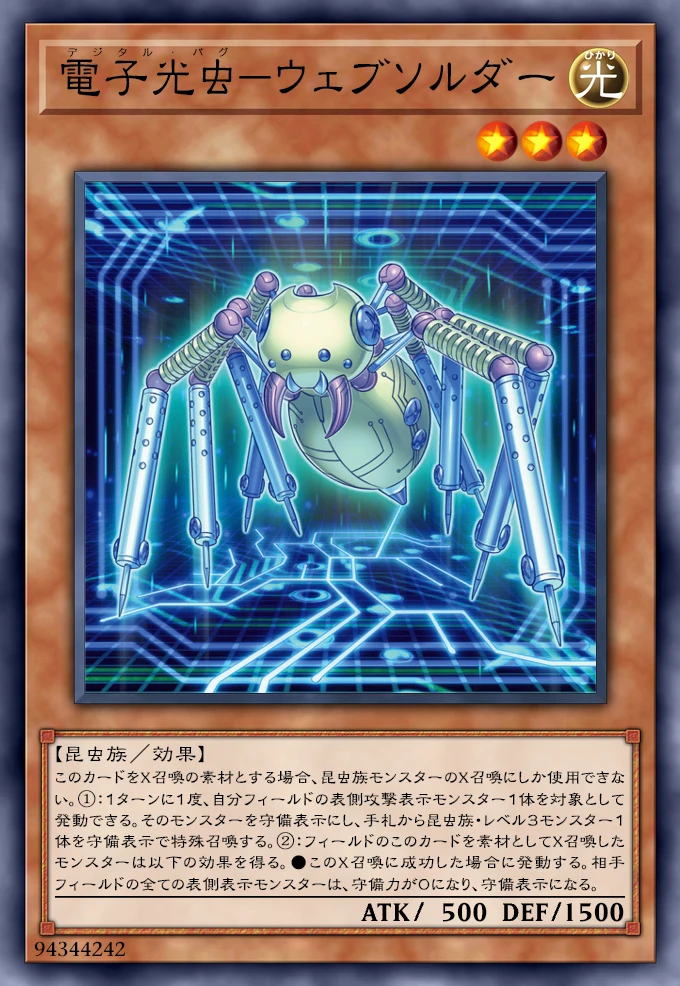 デジタル・バグ
電子光虫－ウェブソルダー
ひかり
光
【昆虫族／効果】
このカードをX召喚の素材とする場合、昆虫族モンスターのX召喚にしか使用できな
い。①：1ターンに1度、自分フィールドの表側攻撃表示モンスター1体を対象として
発動できる。そのモンスターを守備表示にし、手札から昆虫族・レベル3モンスター1
体を守備表示で特殊召喚する。②：フィールドのこのカードを素材としてX召喚した
モンスターは以下の効果を得る。●このX召喚に成功した場合に発動する。相手
フィールドの全ての表側表示モンスターは、守備力が0になり、守備表示になる。
ATK/ 500 DEF/1500
94344242